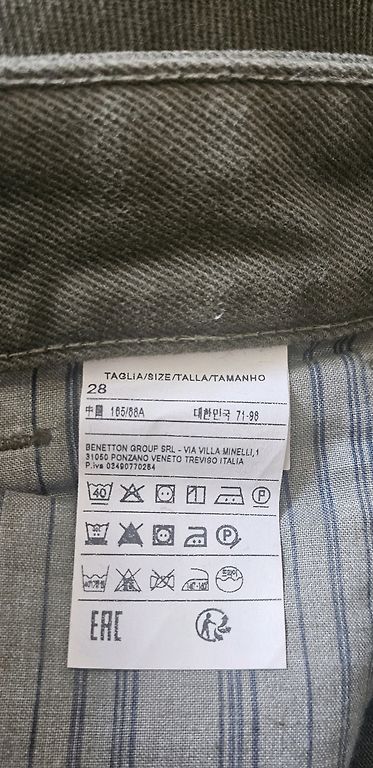 TAGLIA/SIZE/TALLA/TAMANHO
28
中國 165/68A 대한민국 71-98
BENETTON GROUP SRL - VIA VILLA MINELLI,1
31050 PONZANO VENETO TREVISO ITALIA
P.iva 03490770264
40
P
P
EAC